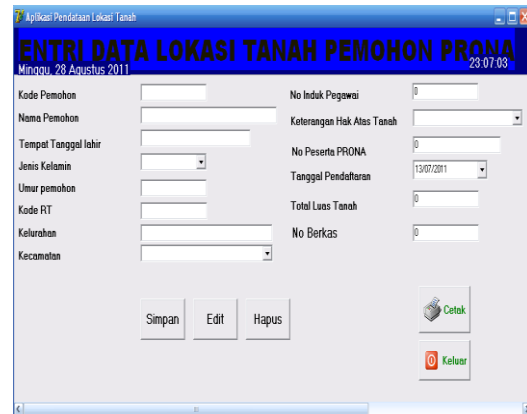 Aplikasi Pendataan Lokasi Tanah
ENTRI DATA LOKASI TANAH PEMOHON PRONA
Minggu, 28 Agustus 2011
23:07:03
Kode Pemohon
Nama Pemohon
Tempat Tanggal lahir
Jenis Kelamin
Umur pemohon
Kode RT
Kelurahan
Kecamatan
No Induk Pegawai 0
Keterangan Hak Atas Tanah
No Peserta PRONA 0
Tanggal Pendaftaran 13/07/2011
Total Luas Tanah 0
No Berkas 0
Simpan Edit Hapus
Cetak
Keluar